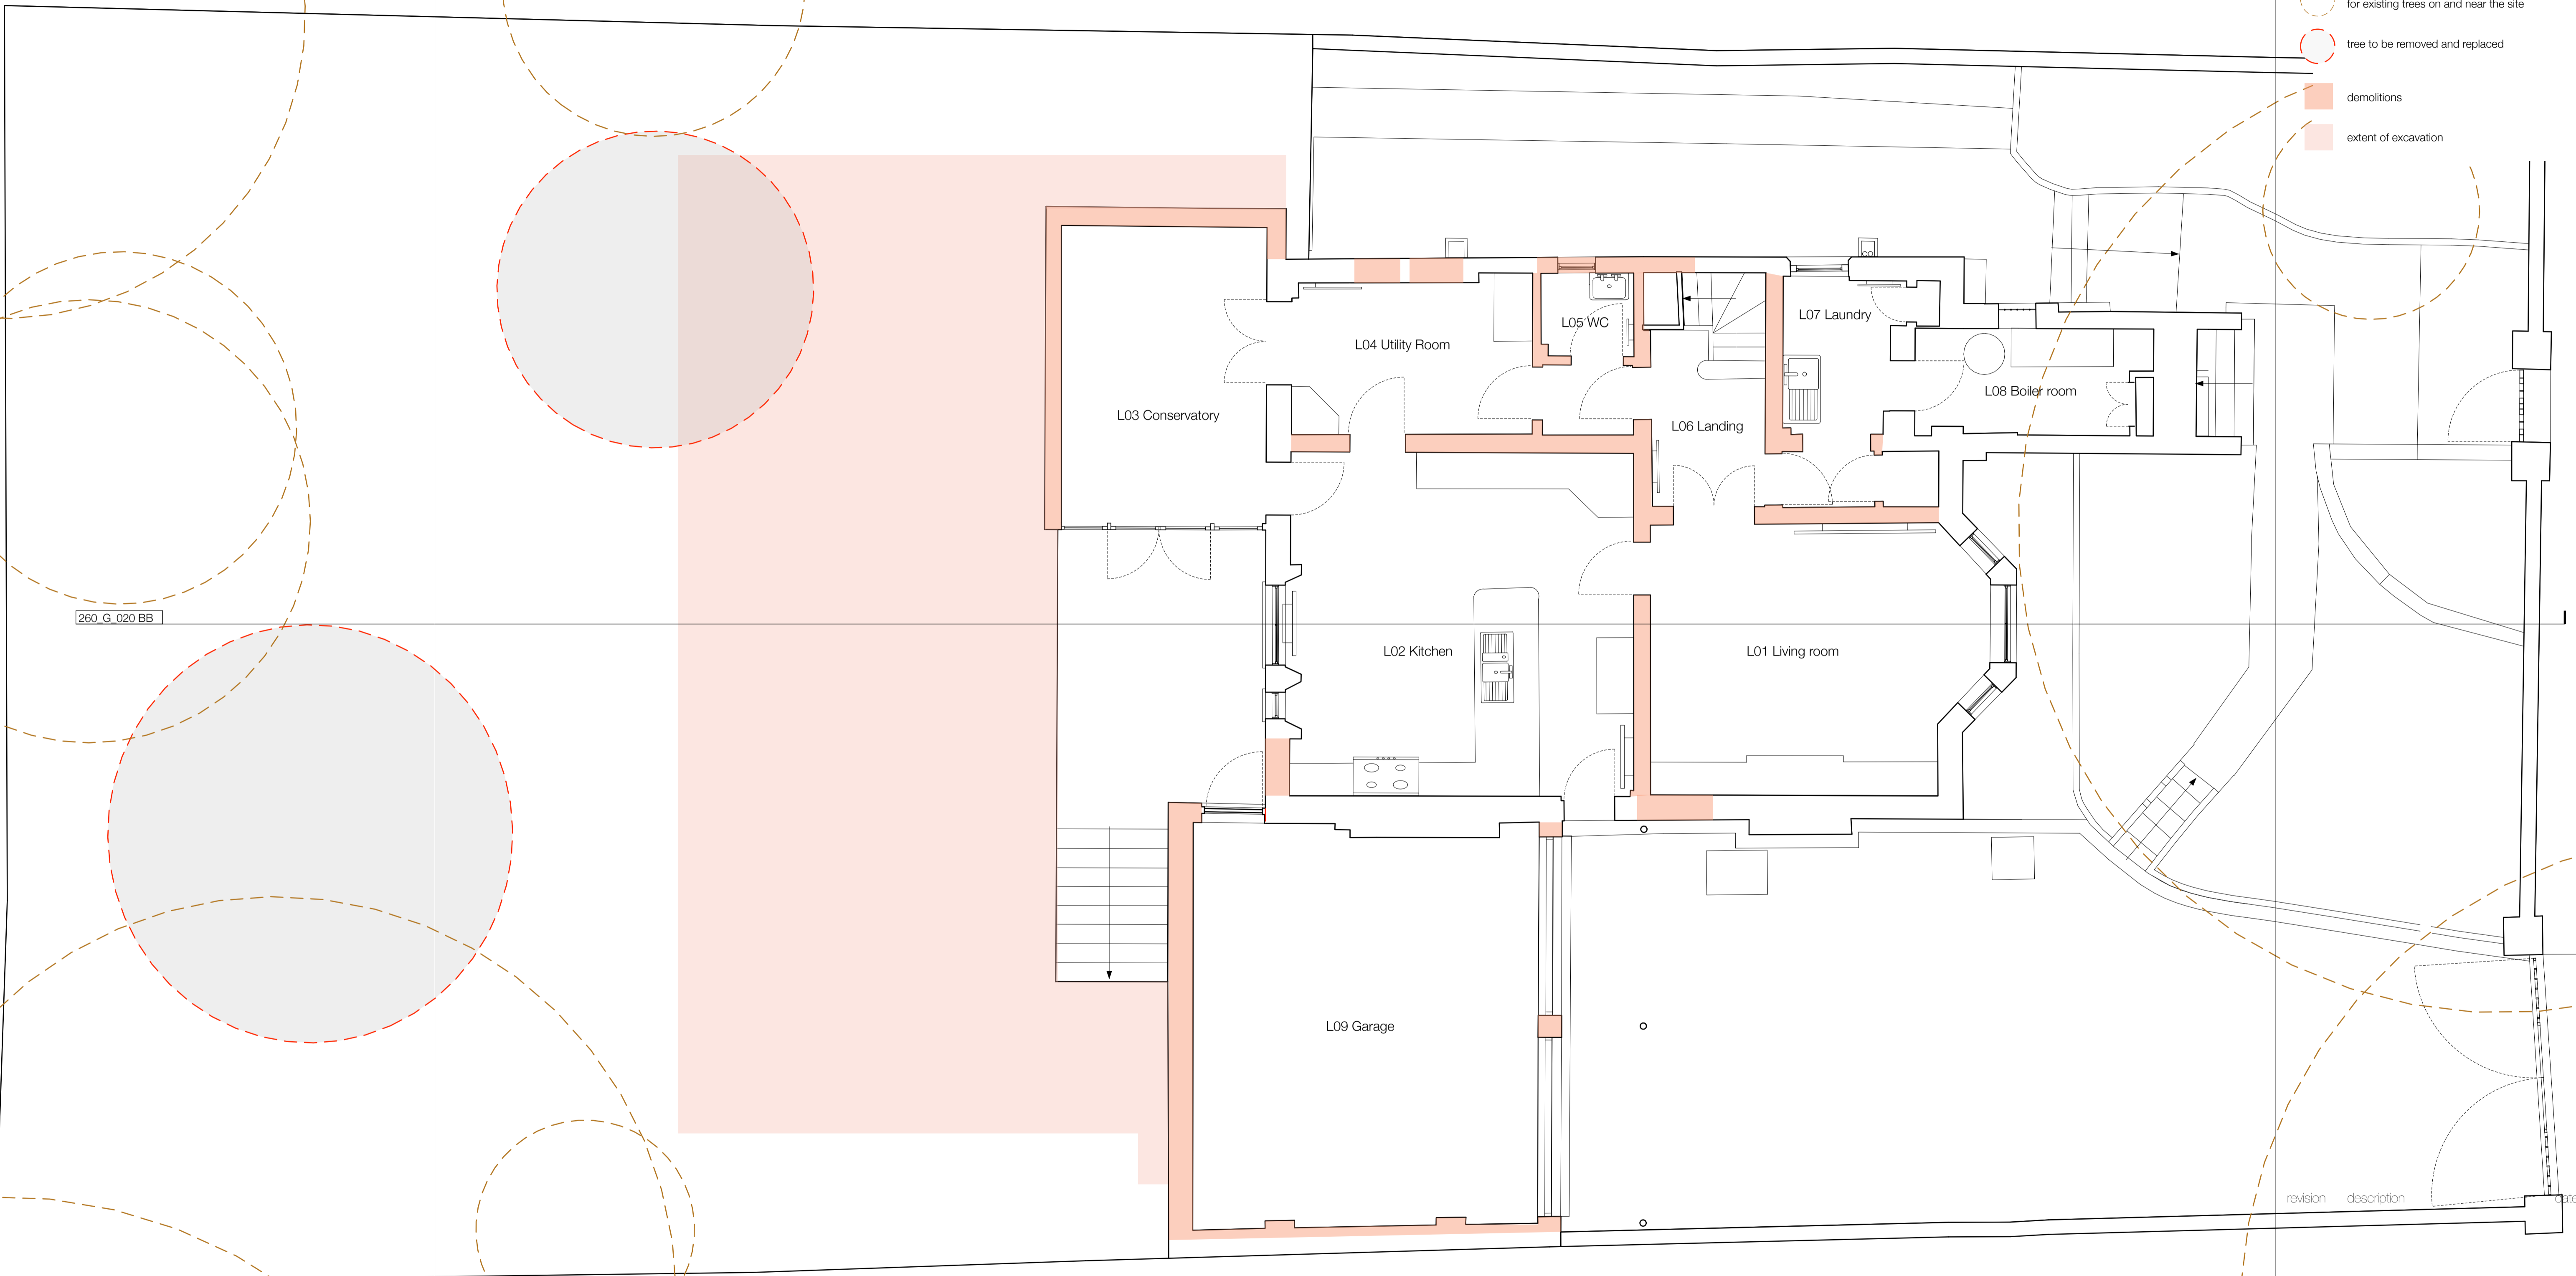 for existing trees on and near the site
tree to be removed and replaced
demolitions
extent of excavation
L05 WC
L07 Laundry
L04 Utility Room
L08 Boiler room
L03 Conservatory
L06 Landing
260_G_020 BB
L02 Kitchen
L01 Living room
L09 Garage
revision description date